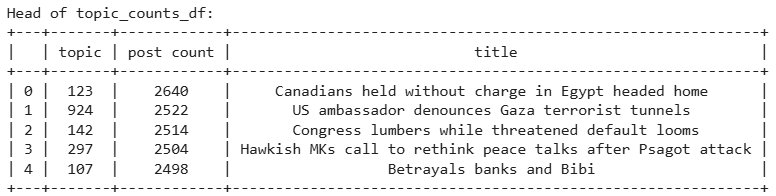 Head of topic_counts_df:
+---+-------+------------+---------------------------------------------------------------+
|   | topic | post count |                             title                             |
+---+-------+------------+---------------------------------------------------------------+
| 0 |  123  |    2640    |        Canadians held without charge in Egypt headed home        |
| 1 |  924  |    2522    |          US ambassador denounces Gaza terrorist tunnels          |
| 2 |  142  |    2514    |          Congress lumbers while threatened default looms          |
| 3 |  297  |    2504    | Hawkish MKs call to rethink peace talks after Psagot attack |
| 4 |  107  |    2498    |                    Betrayals banks and Bibi                    |
+---+-------+------------+---------------------------------------------------------------+